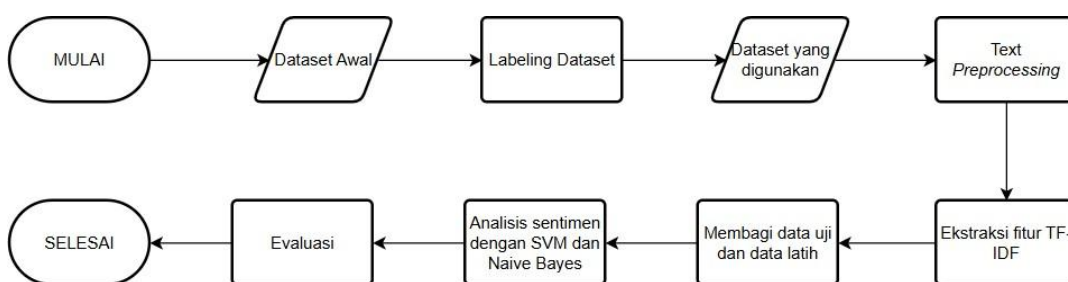 MULAI
Dataset Awal
Labeling Dataset
Dataset yang
digunakan
Text
Preprocessing
Ekstraksi fitur TF-
IDF
Membagi data uji
dan data latih
Analisis sentimen
dengan SVM dan
Naive Bayes
Evaluasi
SELESAI